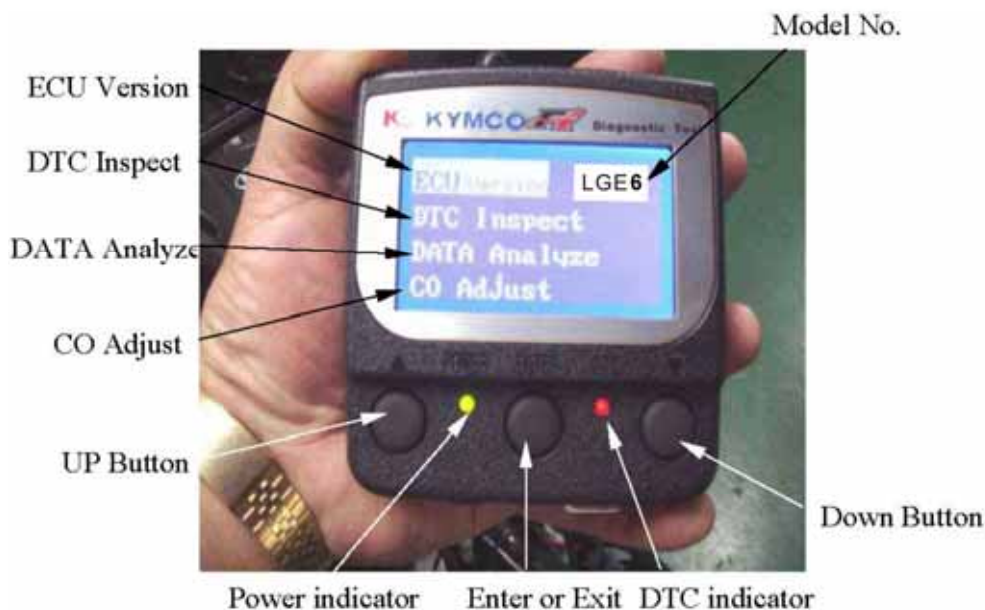 Model No.
ECU Version
DTC Inspect
DATA Analyze
CO Adjust
UP Button
Power indicator
Enter or Exit
DTC indicator
Down Button
K KYMCO Diagnostic
ECU Version LGE6
DTC Inspect
DATA Analyze
CO AdJust